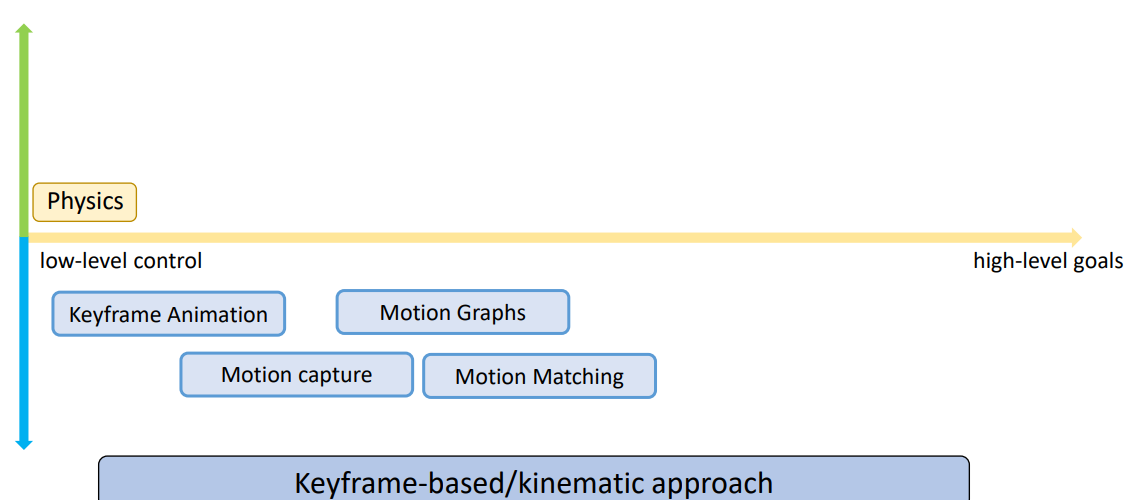 Physics
low-level control
high-level goals
Keyframe Animation
Motion Graphs
Motion capture
Motion Matching
Keyframe-based/kinematic approach